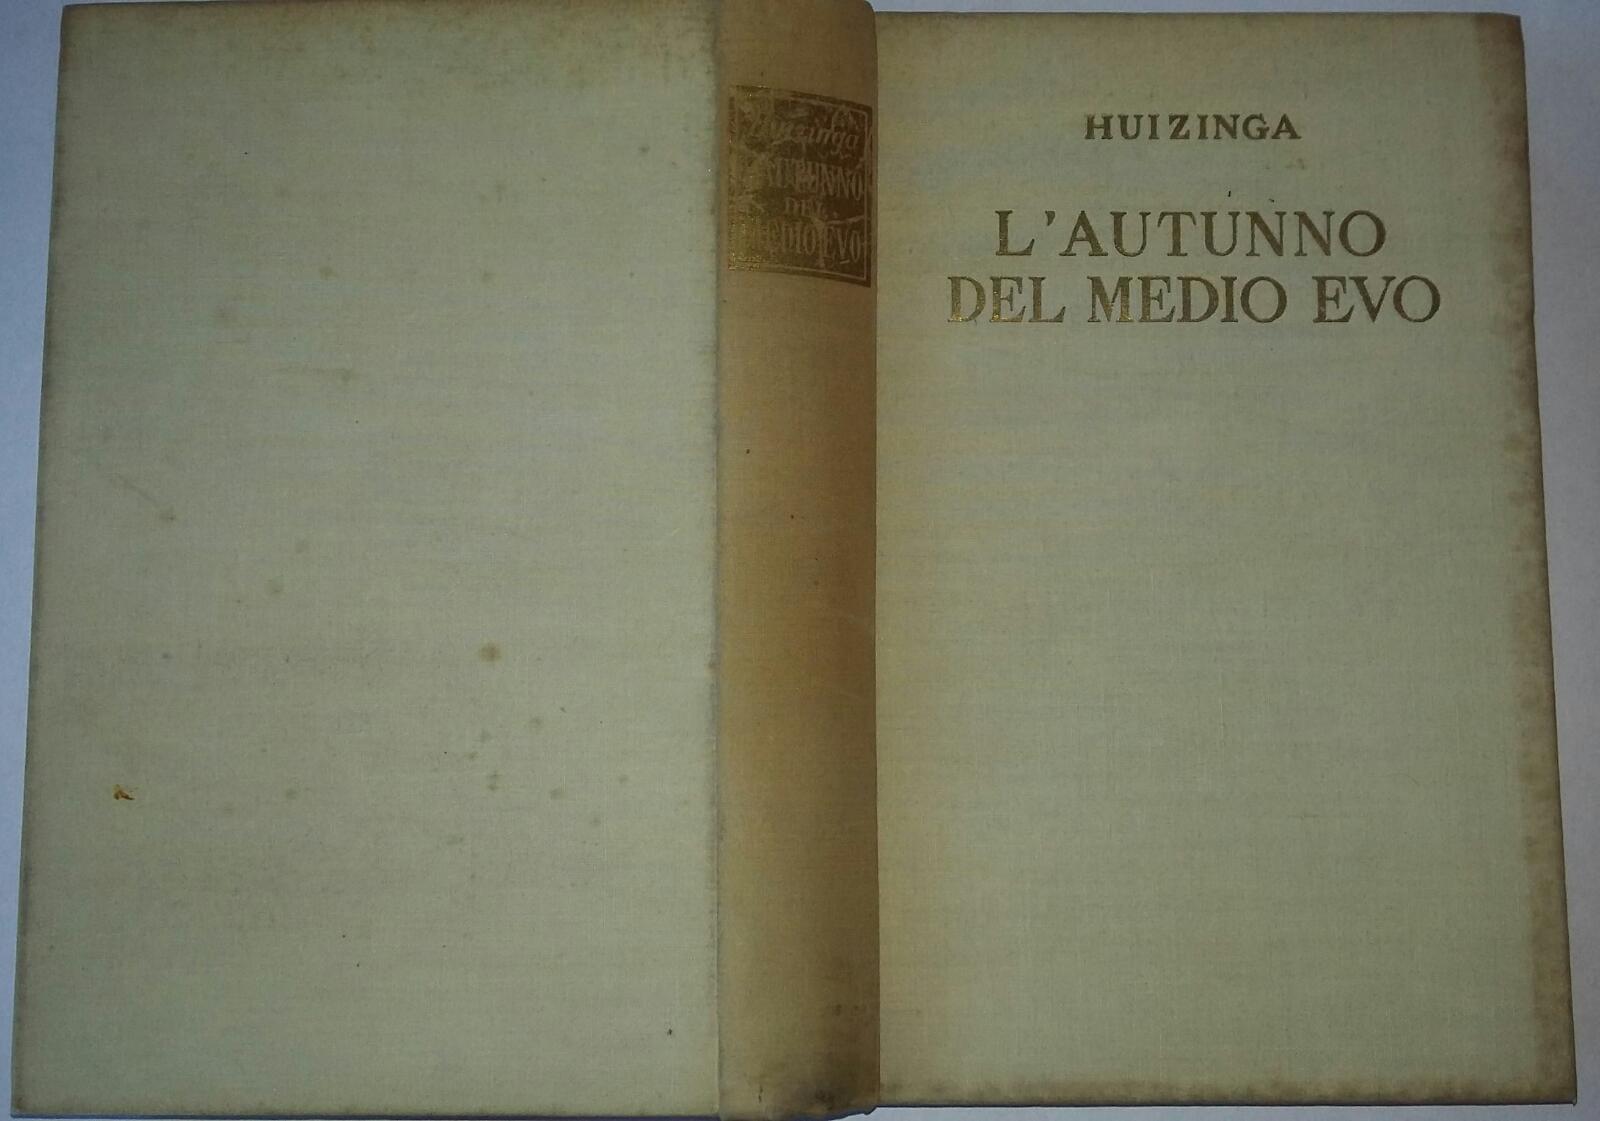 Huizinga
L'AUTUNNO
DEL
MEDIO EVO
HUIZINGA
L'AUTUNNO
DEL MEDIO EVO